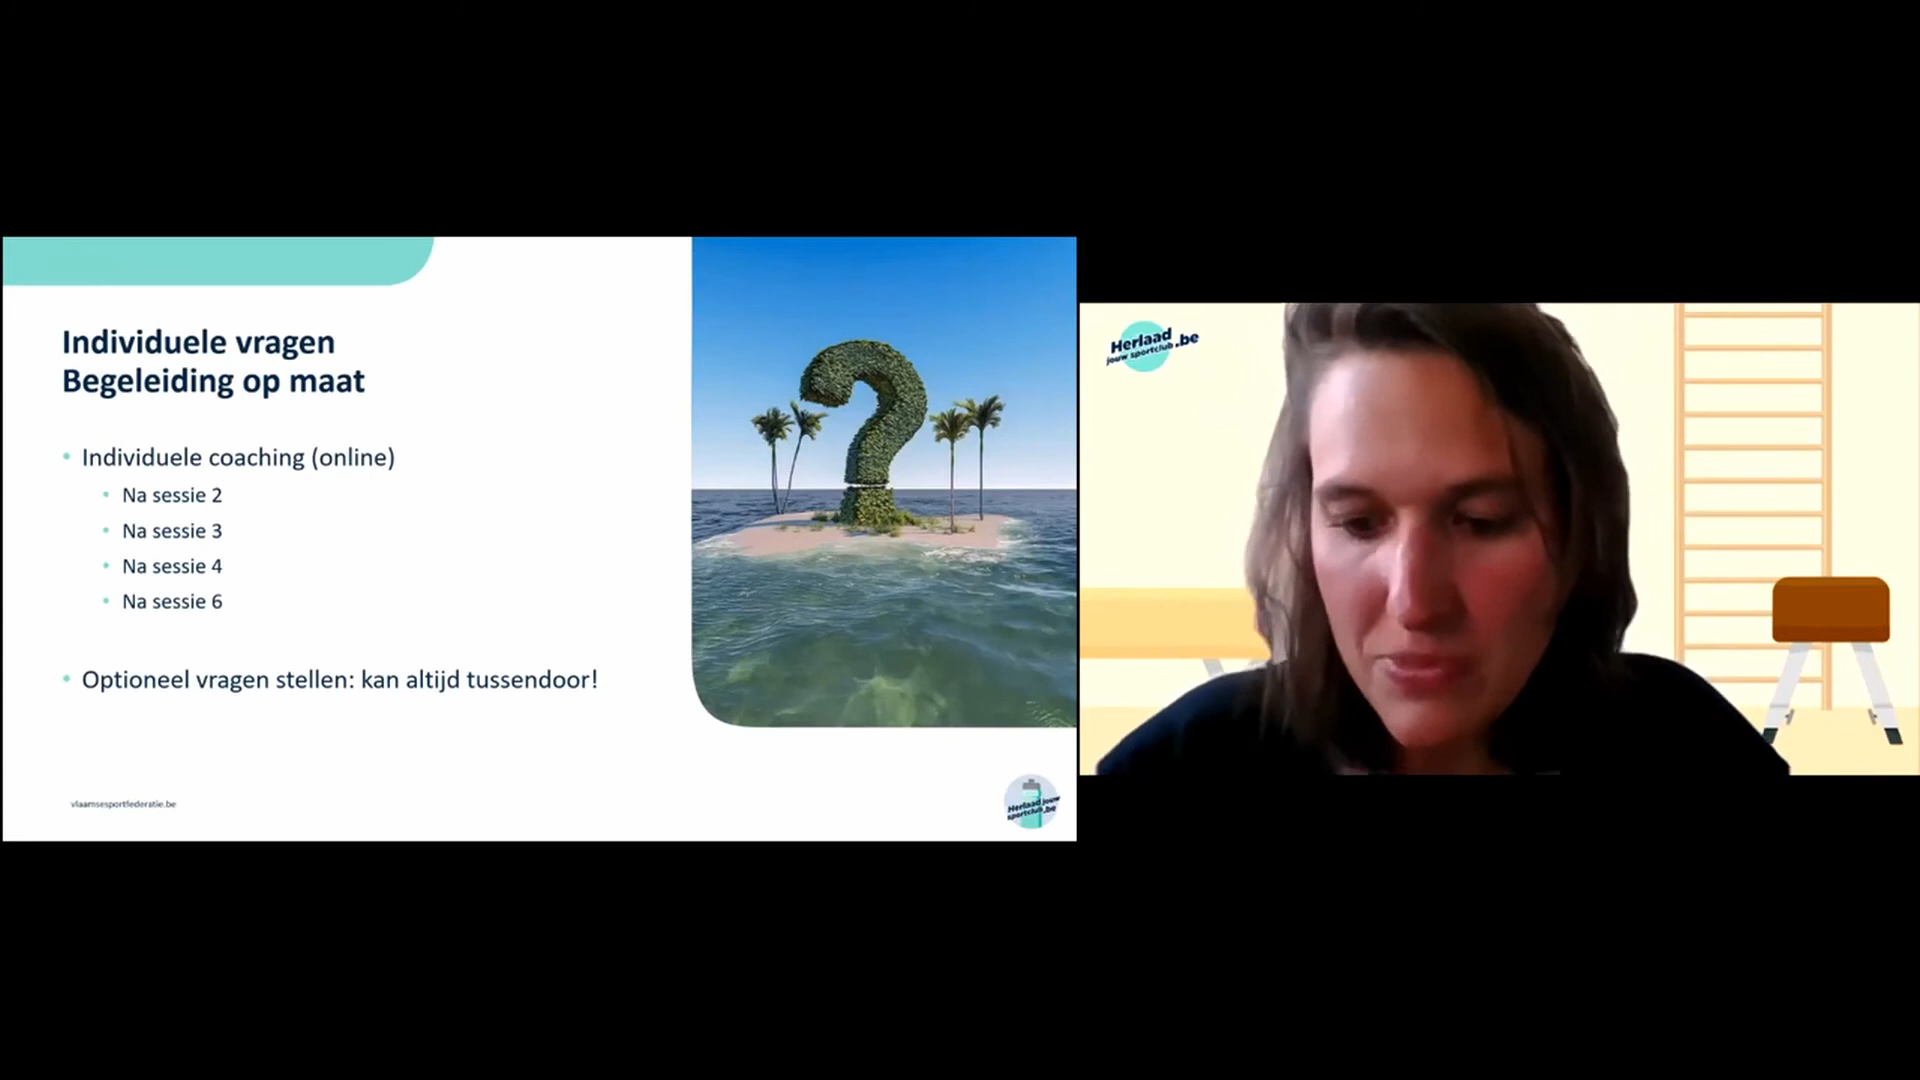 Individuele vragen
Begeleiding op maat
• Individuele coaching (online)
• Na sessie 2
• Na sessie 3
• Na sessie 4
• Na sessie 6
• Optioneel vragen stellen: kan altijd tussendoor!
vlaamsesportfederatie.be
Herlaad jouw
sportclub.be
Herlaad
jouw sportclub.be